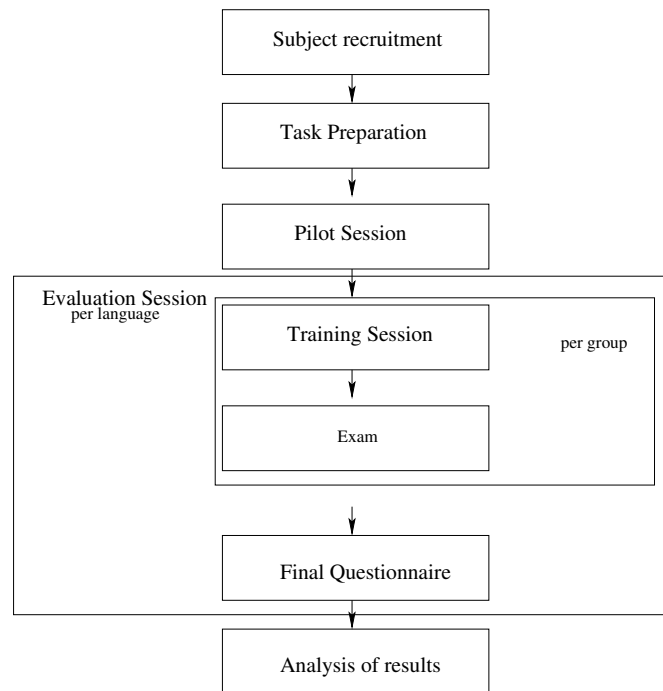 Subject recruitment
Task Preparation
Pilot Session
Evaluation Session
per language
Training Session
per group
Exam
Final Questionnaire
Analysis of results